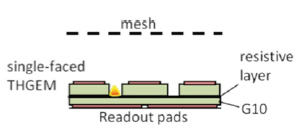 mesh
single-faced
THGEM
resistive
layer
G10
Readout pads